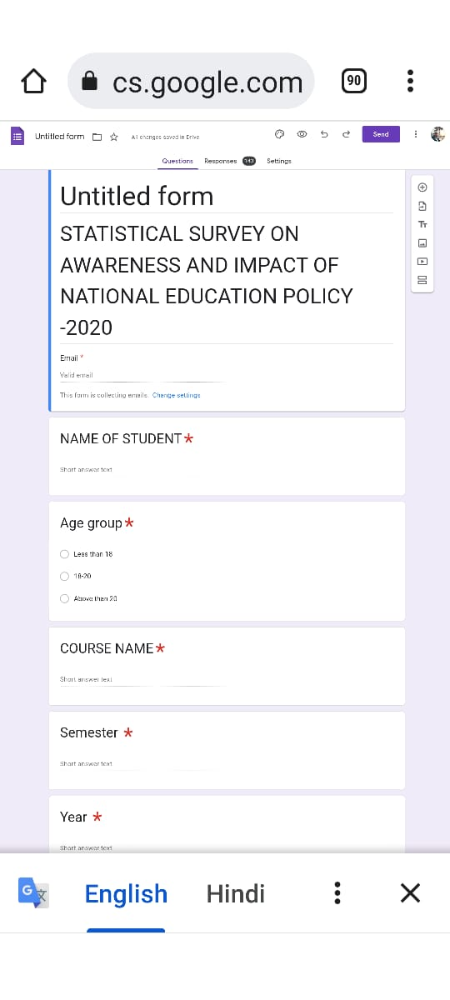 cs.google.com
90
Untitled form
All changes saved in Drive
Send
Questions Responses 143 Settings
Untitled form
STATISTICAL SURVEY ON
AWARENESS AND IMPACT OF
NATIONAL EDUCATION POLICY
-2020
Email *
Valid email
This form is collecting emails. Change settings
NAME OF STUDENT *
Short answer text
Age group *
Less than 18
18-20
Above than 20
COURSE NAME *
Short answer text
Semester *
Short answer text
Year *
Short answer text
English Hindi